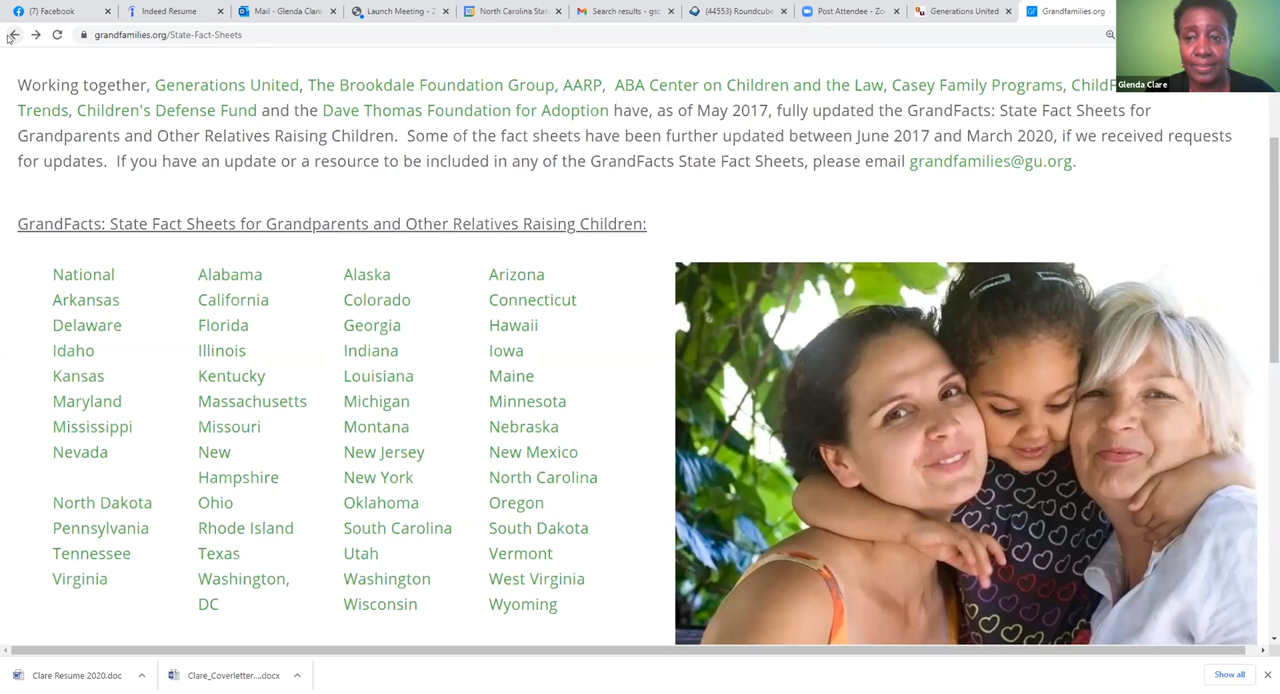 (7) Facebook
Indeed Resume
Mail - Glenda Clare
Launch Meeting - Z
North Carolina State
Search results - gsc
(44553) Roundcube
Post Attendee - Zo
Generations United
Grandfamilies.org
grandfamilies.org/State-Fact-Sheets
Glenda Clare
Working together, Generations United, The Brookdale Foundation Group, AARP, ABA Center on Children and the Law, Casey Family Programs, ChildF
Trends, Children's Defense Fund and the Dave Thomas Foundation for Adoption have, as of May 2017, fully updated the GrandFacts: State Fact Sheets for
Grandparents and Other Relatives Raising Children. Some of the fact sheets have been further updated between June 2017 and March 2020, if we received requests
for updates. If you have an update or a resource to be included in any of the GrandFacts State Fact Sheets, please email grandfamilies@gu.org.
GrandFacts: State Fact Sheets for Grandparents and Other Relatives Raising Children:
National Alabama Alaska Arizona
Arkansas California Colorado Connecticut
Delaware Florida Georgia Hawaii
Idaho Illinois Indiana Iowa
Kansas Kentucky Louisiana Maine
Maryland Massachusetts Michigan Minnesota
Mississippi Missouri Montana Nebraska
Nevada New New Jersey New Mexico
Hampshire New York North Carolina
North Dakota Ohio Oklahoma Oregon
Pennsylvania Rhode Island South Carolina South Dakota
Tennessee Texas Utah Vermont
Virginia Washington, Washington West Virginia
DC Wisconsin Wyoming
Clare Resume 2020.doc
Clare_Coverletter....docx
Show all